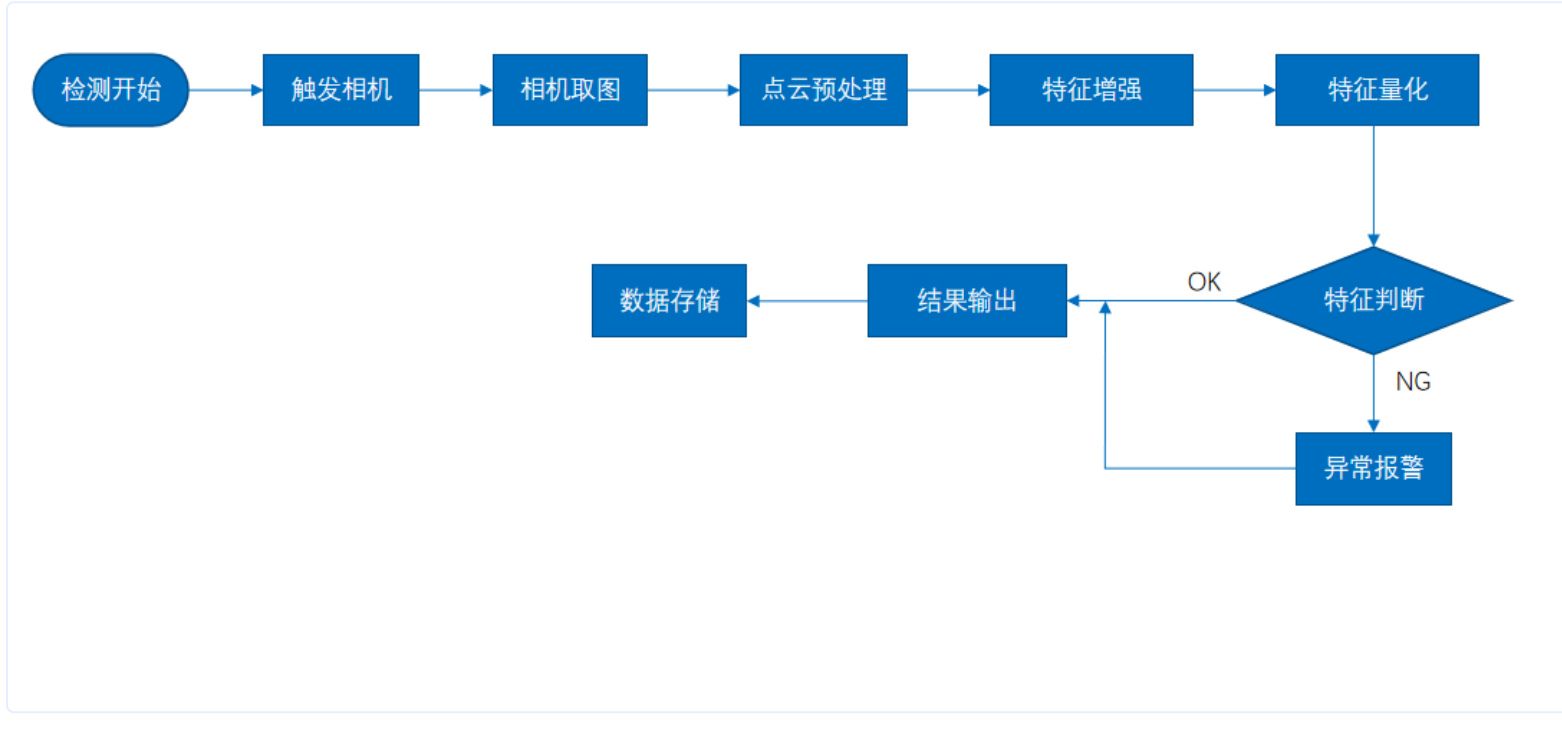 检测开始
触发相机
相机取图
点云预处理
特征增强
特征量化
数据存储
结果输出
OK
特征判断
NG
异常报警